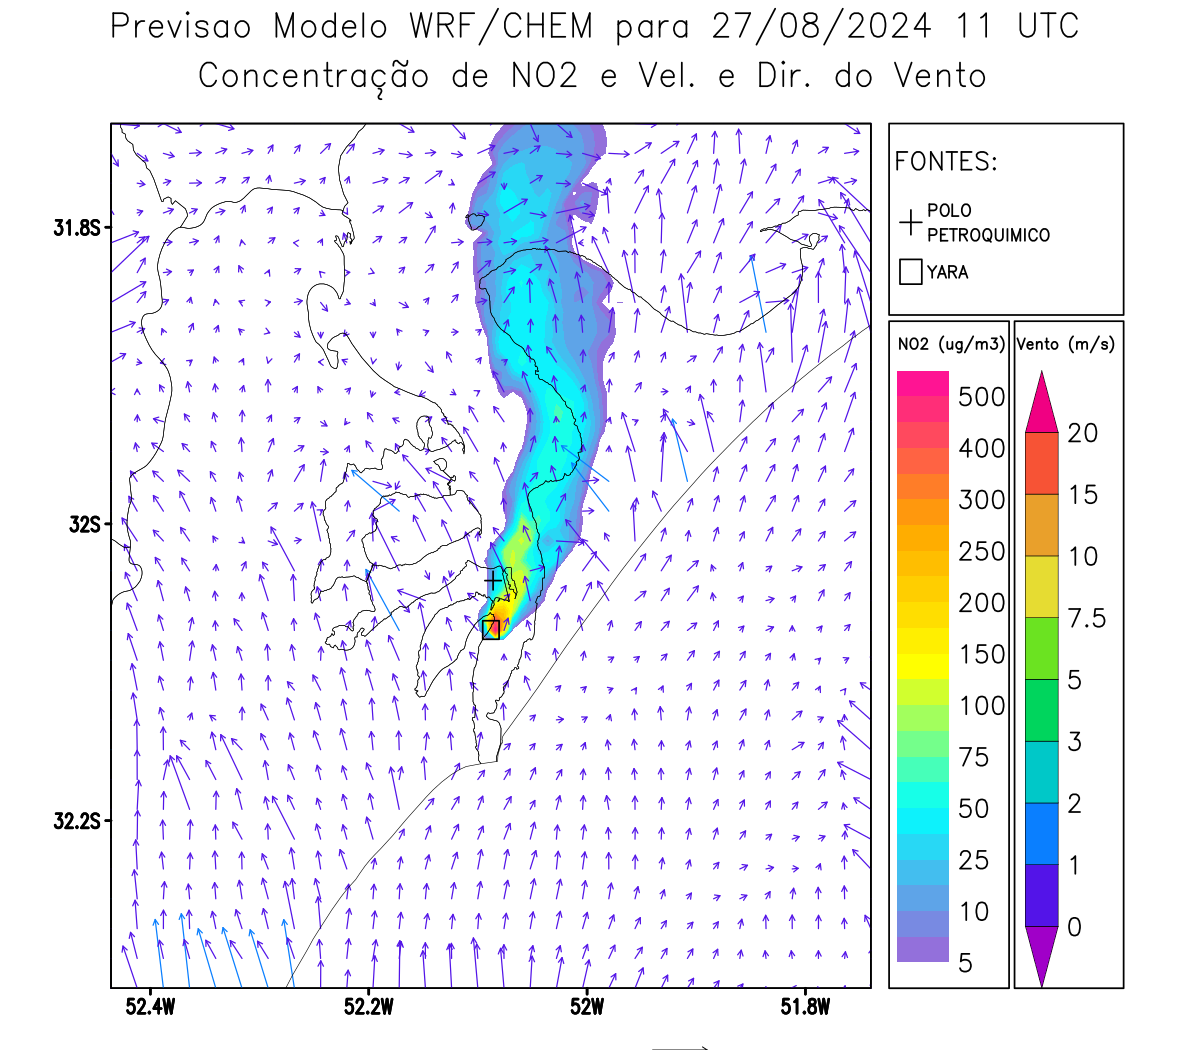 Previsao Modelo WRF/CHEM para 27/08/2024 11 UTC
Concentração de NO2 e Vel. e Dir. do Vento
FONTES:
POLO
PETROQUIMICO
YARA
NO2 (ug/m3)
500
400
300
250
200
150
100
75
50
25
10
5
Vento (m/s)
20
15
10
7.5
5
3
2
1
0
31.8S
32S
32.2S
52.4W
52.2W
52W
51.8W